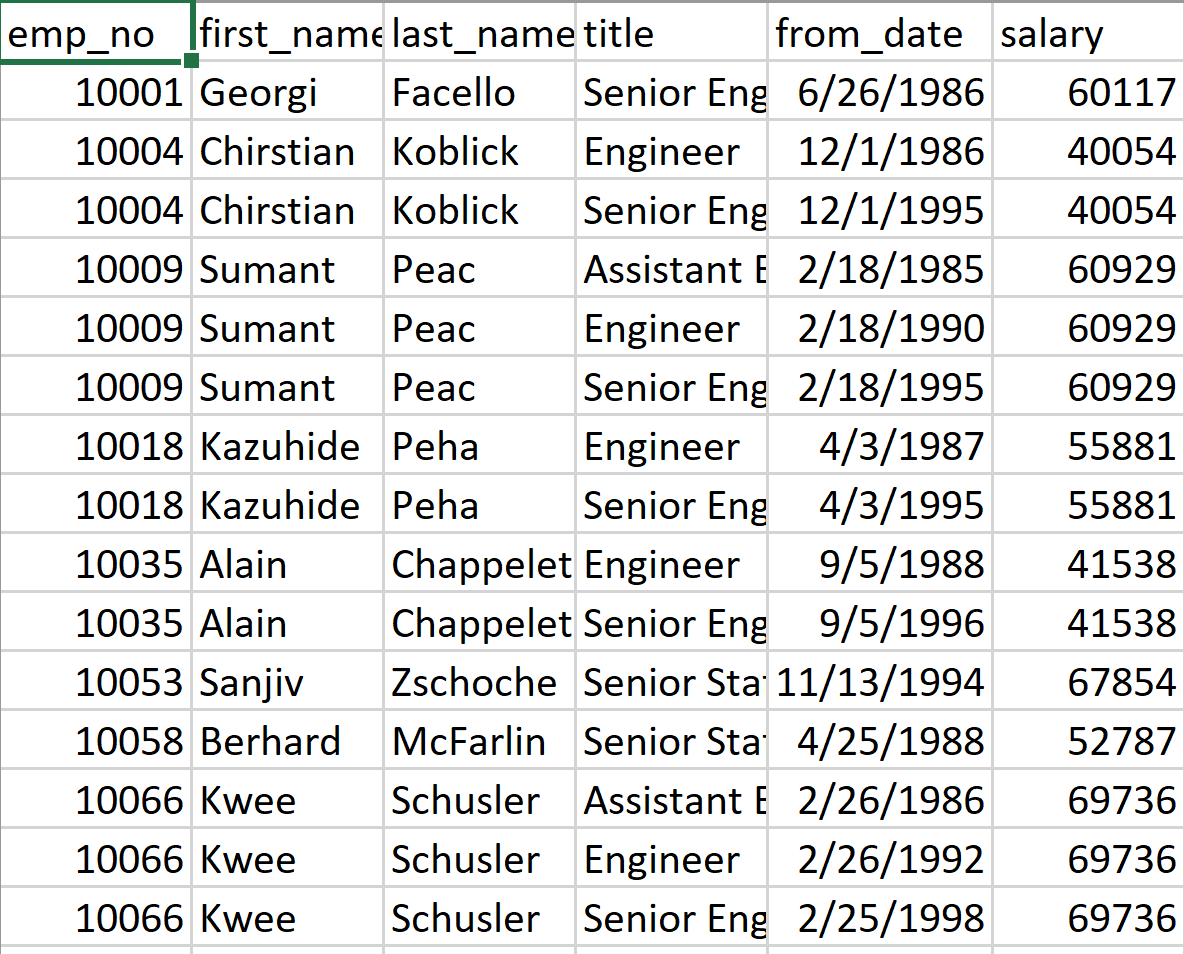 emp_no first_name last_name title from_date salary
10001 Georgi Facello Senior Eng 6/26/1986 60117
10004 Chirstian Koblick Engineer 12/1/1986 40054
10004 Chirstian Koblick Senior Eng 12/1/1995 40054
10009 Sumant Peac Assistant E 2/18/1985 60929
10009 Sumant Peac Engineer 2/18/1990 60929
10009 Sumant Peac Senior Eng 2/18/1995 60929
10018 Kazuhide Peha Engineer 4/3/1987 55881
10018 Kazuhide Peha Senior Eng 4/3/1995 55881
10035 Alain Chappelet Engineer 9/5/1988 41538
10035 Alain Chappelet Senior Eng 9/5/1996 41538
10053 Sanjiv Zschoche Senior Staf 11/13/1994 67854
10058 Berhard McFarlin Senior Staf 4/25/1988 52787
10066 Kwee Schusler Assistant E 2/26/1986 69736
10066 Kwee Schusler Engineer 2/26/1992 69736
10066 Kwee Schusler Senior Eng 2/25/1998 69736